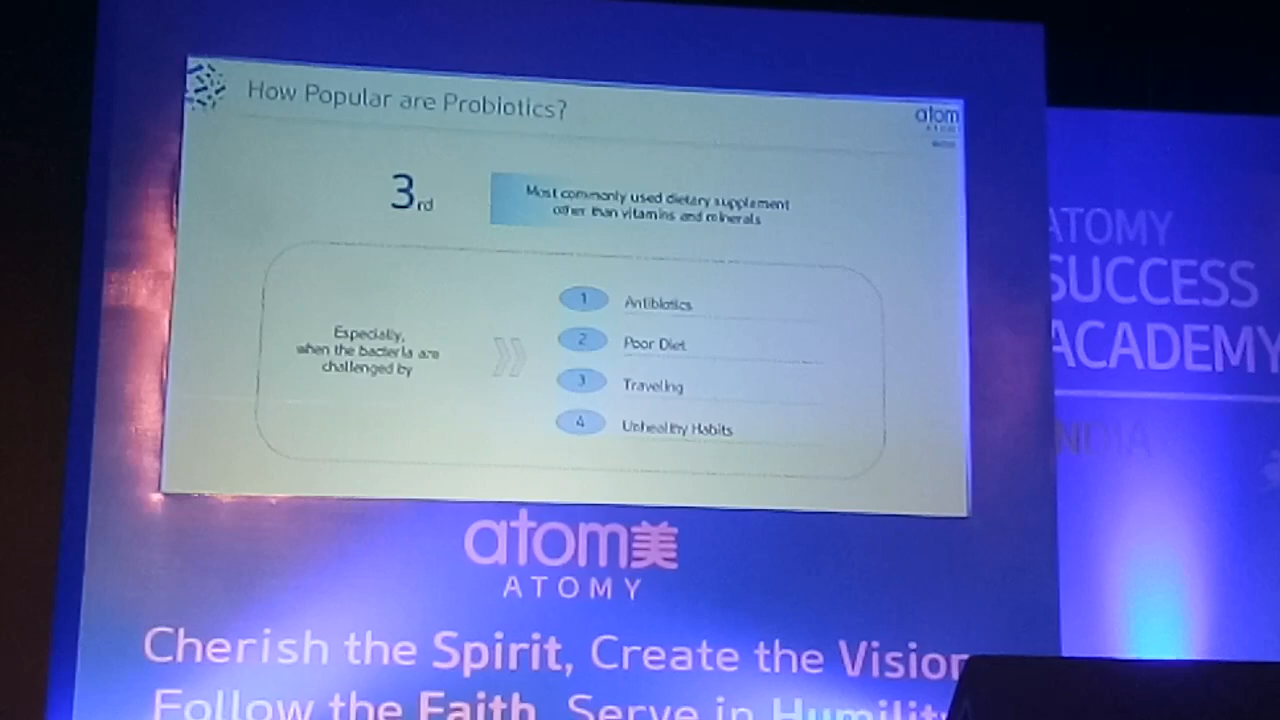 How Popular are Probiotics?
atom
3rd
Most commonly used dietary supplement
other than vitamins and minerals
Especially,
when the bacteria are
challenged by
1 Antibiotics
2 Poor Diet
3 Traveling
4 Unhealthy Habits
atom美
ATOMY
Cherish the Spirit, Create the Vision
Follow the Faith, Serve in Humility
ATOMY
SUCCESS
ACADEMY
INDIA